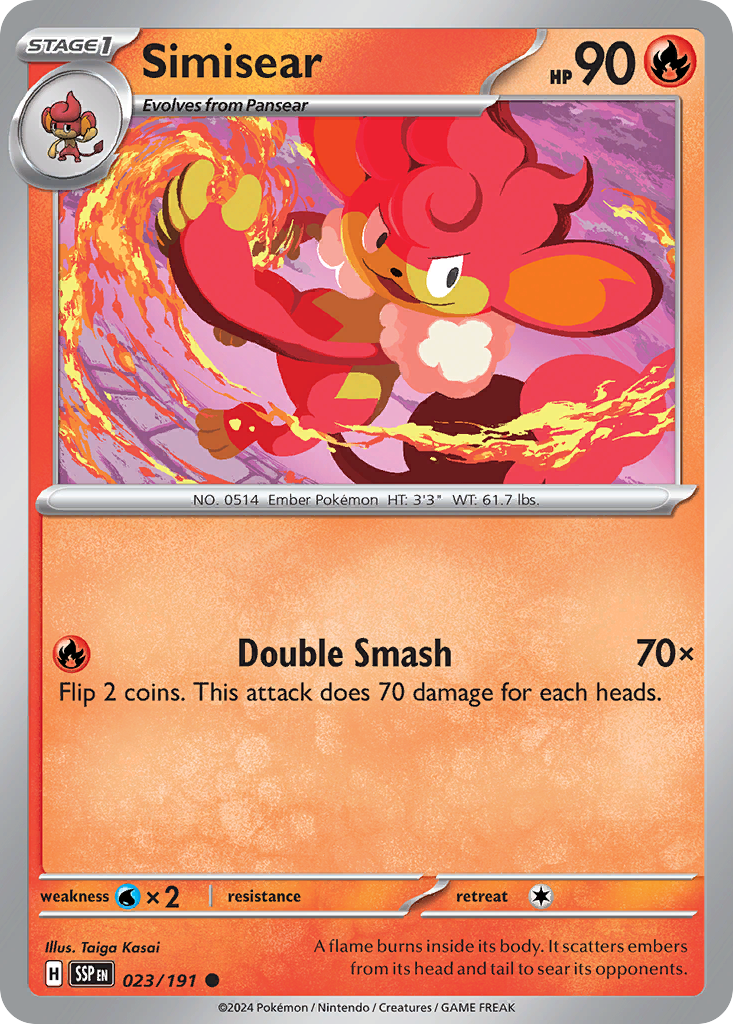 STAGE1
Simisear
HP 90
Evolves from Pansear
NO. 0514 Ember Pokémon HT: 3'3" WT: 61.7 lbs.
Double Smash 70×
Flip 2 coins. This attack does 70 damage for each heads.
weakness ×2 resistance retreat
Illus. Taiga Kasai
A flame burns inside its body. It scatters embers
from its head and tail to sear its opponents.
H SSP EN 023/191
©2024 Pokémon / Nintendo / Creatures / GAME FREAK